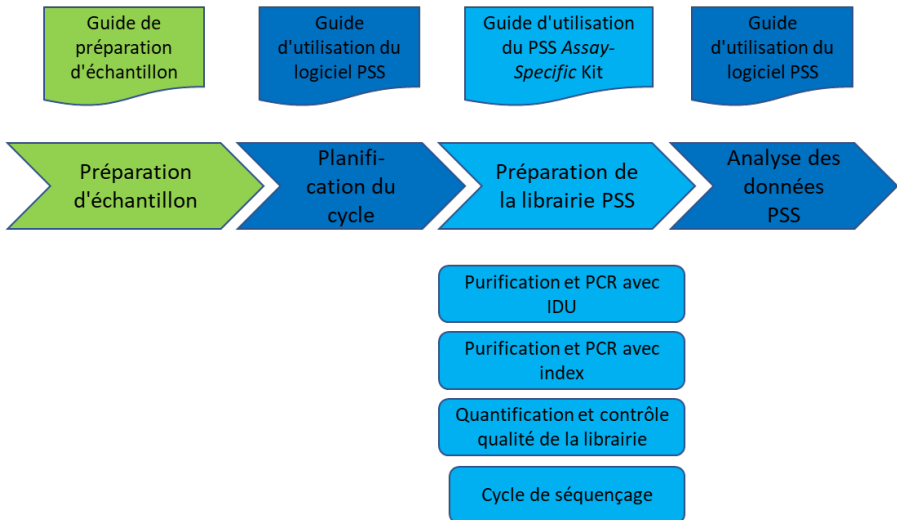 Guide de
préparation
d'échantillon
Guide
d'utilisation du
logiciel PSS
Guide d'utilisation
du PSS Assay-
Specific Kit
Guide
d'utilisation du
logiciel PSS
Préparation
d'échantillon
Planifi-
cation du
cycle
Préparation de
la librairie PSS
Analyse des
données
PSS
Purification et PCR avec
IDU
Purification et PCR avec
index
Quantification et contrôle
qualité de la librairie
Cycle de séquençage